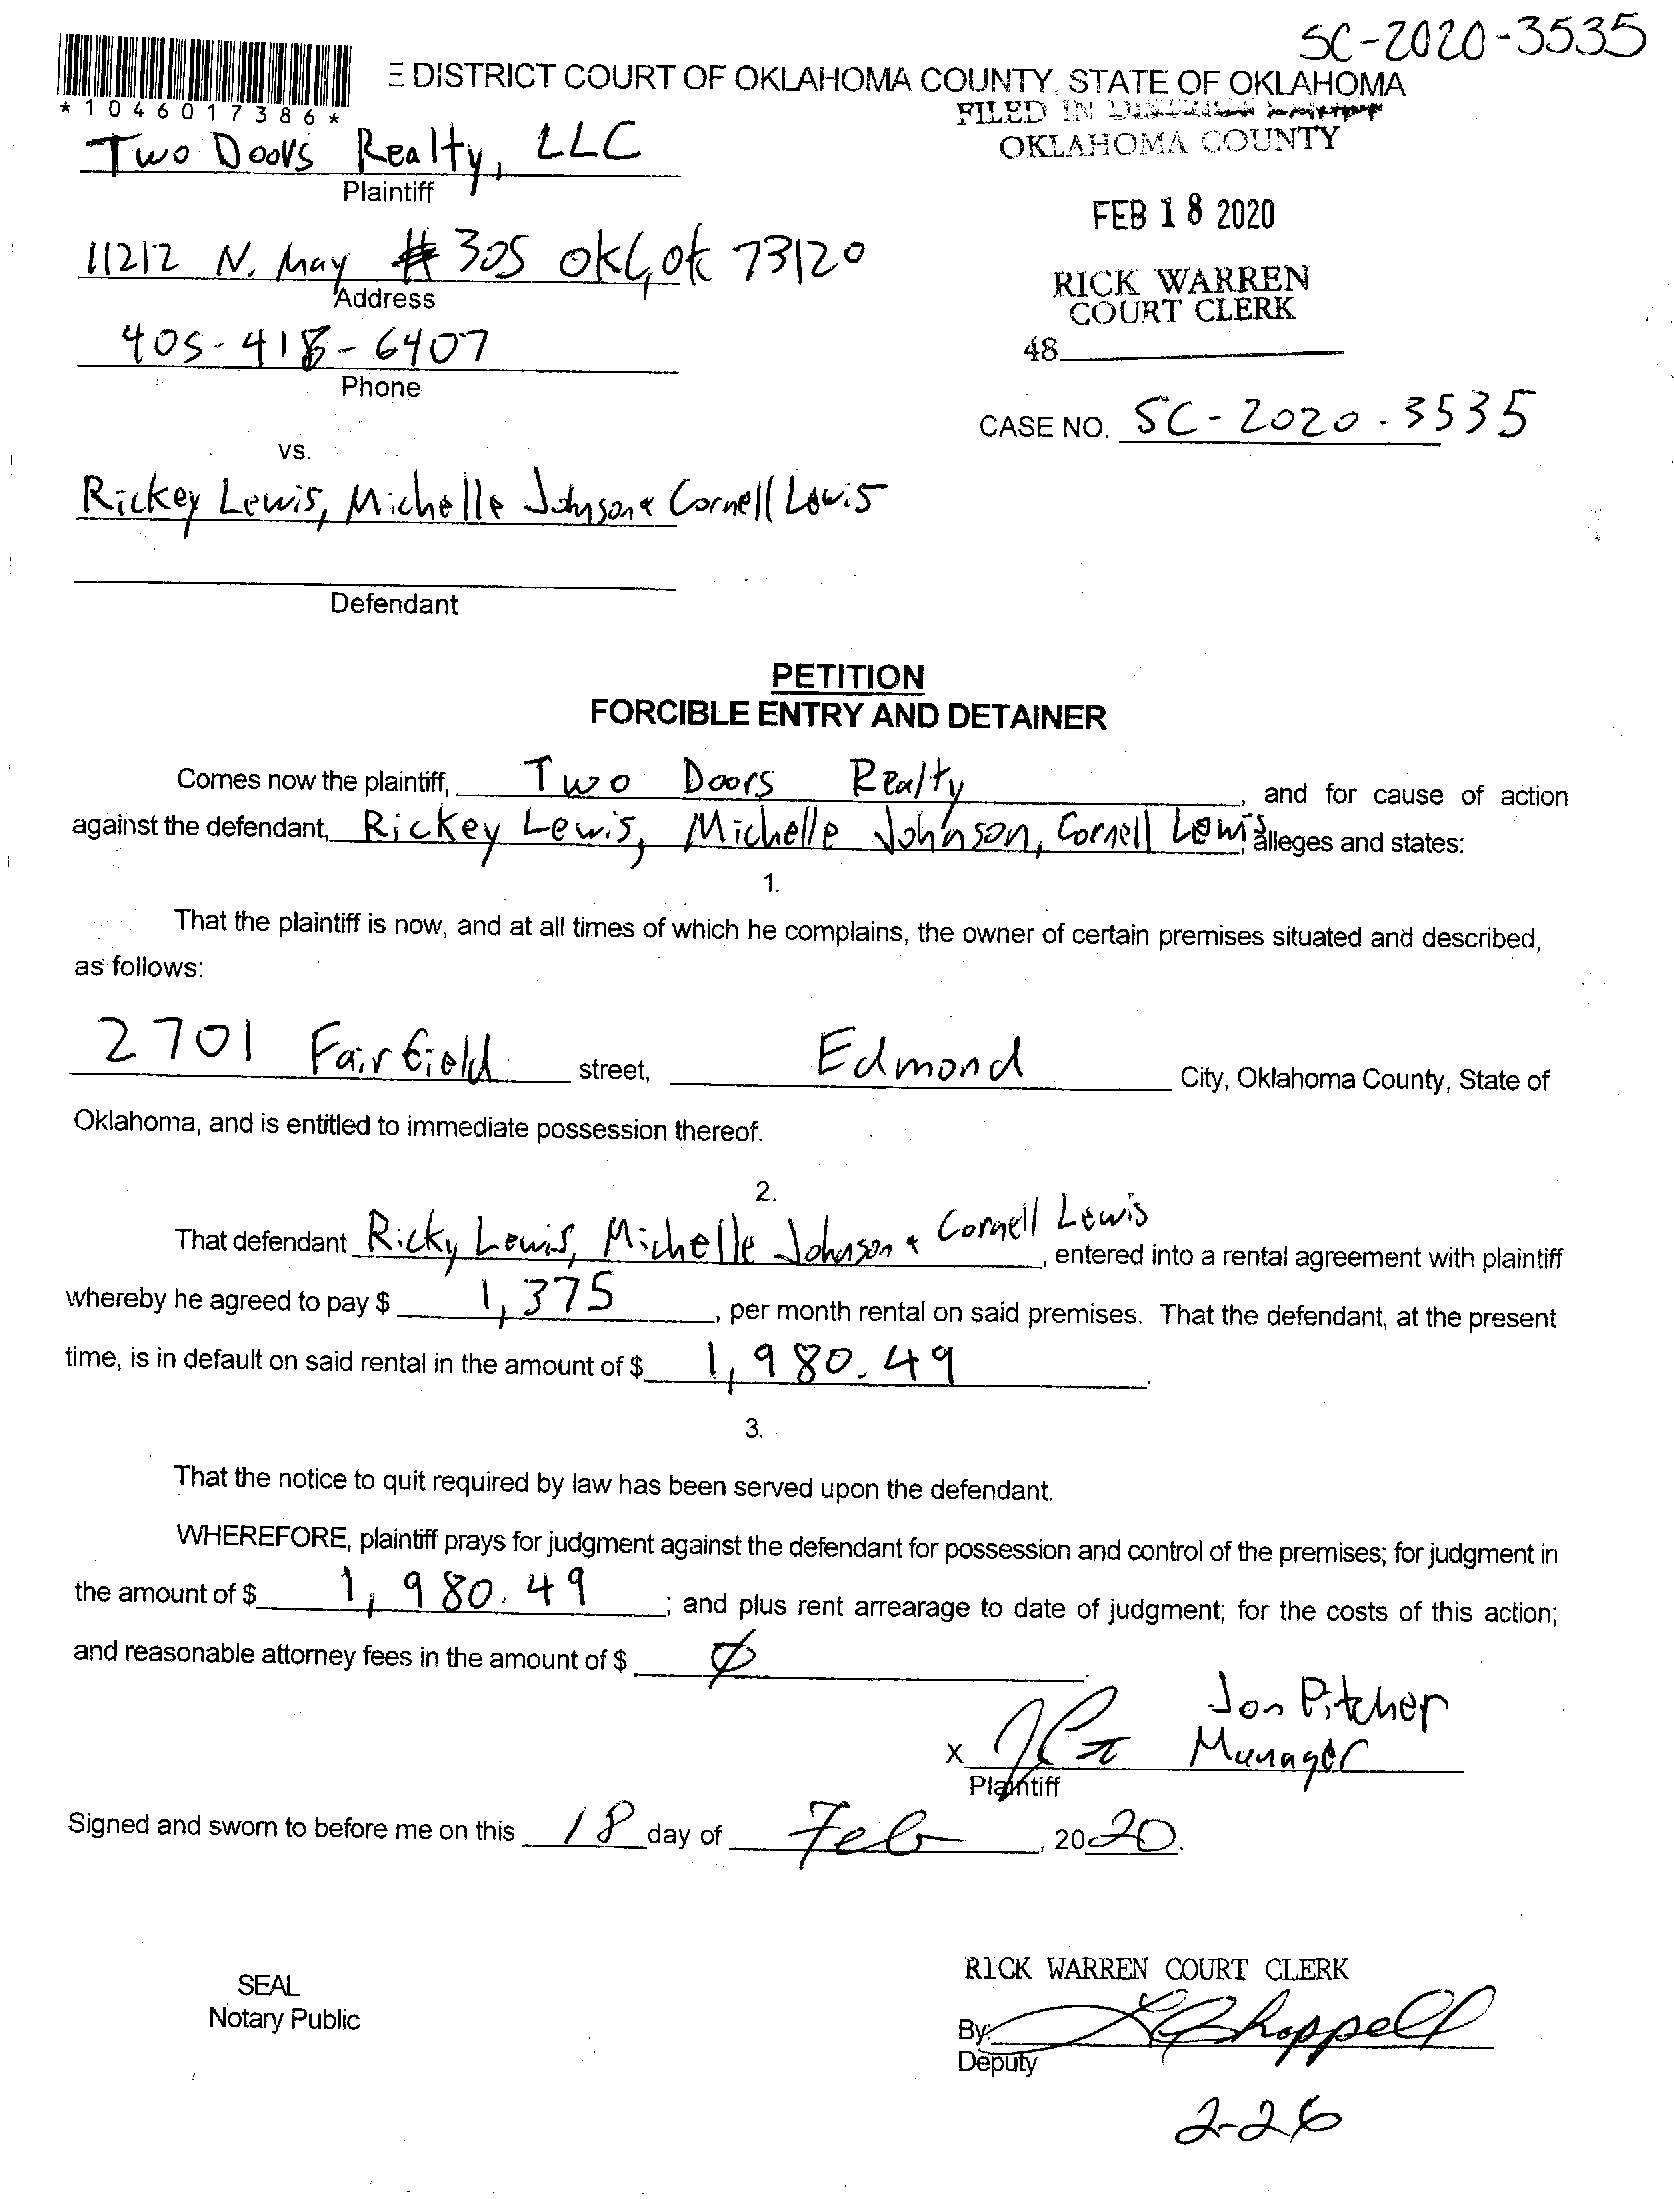 SC-2020-3535
E DISTRICT COURT OF OKLAHOMA COUNTY, STATE OF OKLAHOMA
*1046017386*
FILED IN
OKLAHOMA COUNTY
Two Doors Realty, LLC
Plaintiff
FEB 18 2020
11212 N. May #305 OKC, OK 73120
Address
RICK WARREN
COURT CLERK
405-418-6407
Phone
48
CASE NO. SC-2020-3535
vs.
Rickey Lewis, Michelle Johnson & Cornell Lewis
Defendant
PETITION
FORCIBLE ENTRY AND DETAINER
Comes now the plaintiff, Two Doors Realty, and for cause of action
against the defendant, Rickey Lewis, Michelle Johnson, Cornell Lewis, alleges and states:
1.
That the plaintiff is now, and at all times of which he complains, the owner of certain premises situated and described,
as follows:
2701 Fairfield street, Edmond City, Oklahoma County, State of
Oklahoma, and is entitled to immediate possession thereof.
2.
That defendant Ricky Lewis, Michelle Johnson & Cornell Lewis, entered into a rental agreement with plaintiff
whereby he agreed to pay $ 1,375, per month rental on said premises. That the defendant, at the present
time, is in default on said rental in the amount of $ 1,980.49.
3.
That the notice to quit required by law has been served upon the defendant.
WHEREFORE, plaintiff prays for judgment against the defendant for possession and control of the premises; for judgment in
the amount of $ 1,980.49; and plus rent arrearage to date of judgment; for the costs of this action;
and reasonable attorney fees in the amount of $ Ø.
Jon Pitcher
X Manager
Plaintiff
Signed and sworn to before me on this 18 day of Feb, 2020.
RICK WARREN COURT CLERK
SEAL
Notary Public
By: Chappell
Deputy
2-26